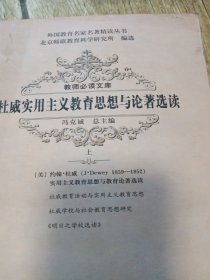 外国教育名家名著精读丛书
北京师联教育科学研究所 编选
教师必读文库
杜威实用主义教育思想与论著选读
冯克诚 总主编
上
[美] 约翰·杜威 (J·Dewey 1859—1952)
实用主义教育思想与教育论著选读
杜威教育活动与实用主义教育思想
杜威学校与社会教育思想研究
《明日之学校选读》